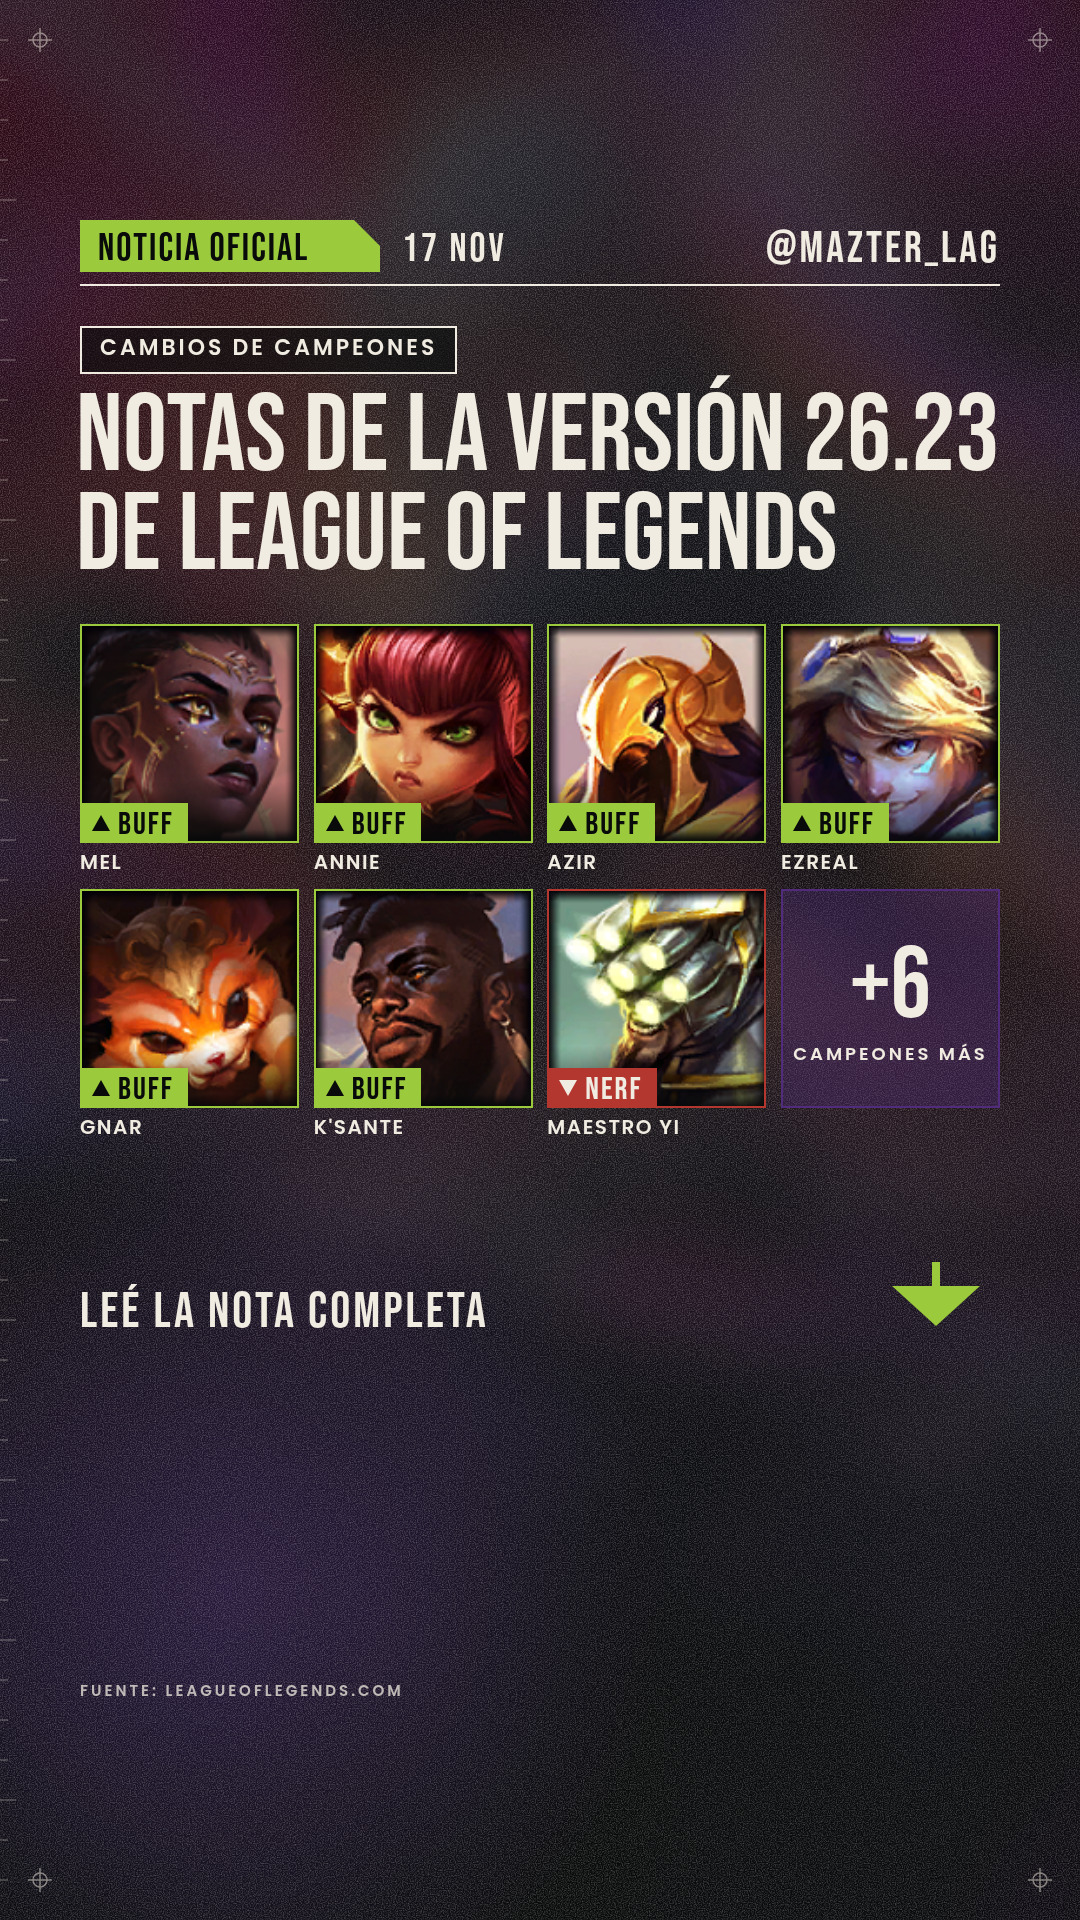 NOTICIA OFICIAL
17 NOV
@MAZTER_LAG
CAMBIOS DE CAMPEONES
NOTAS DE LA VERSIÓN 26.23
DE LEAGUE OF LEGENDS
BUFF
BUFF
BUFF
BUFF
MEL
ANNIE
AZIR
EZREAL
BUFF
BUFF
NERF
+6
CAMPEONES MÁS
GNAR
K'SANTE
MAESTRO YI
LEÉ LA NOTA COMPLETA
FUENTE: LEAGUEOFLEGENDS.COM